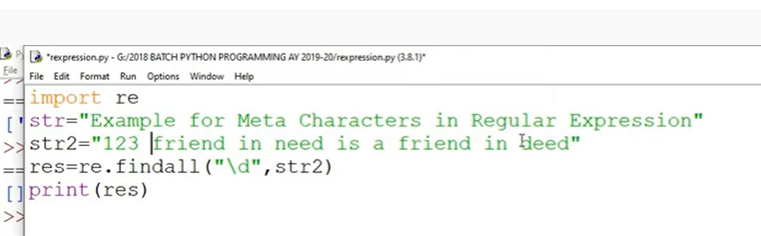 *rexpression.py - G:/2018 BATCH PYTHON PROGRAMMING AY 2019-20/rexpression.py (3.8.1)*
File Edit Format Run Options Window Help
File
import re
str="Example for Meta Characters in Regular Expression"
str2="123 friend in need is a friend in deed"
res=re.findall("\d",str2)
print(res)
>>
==
['
>>
==
[]
>>